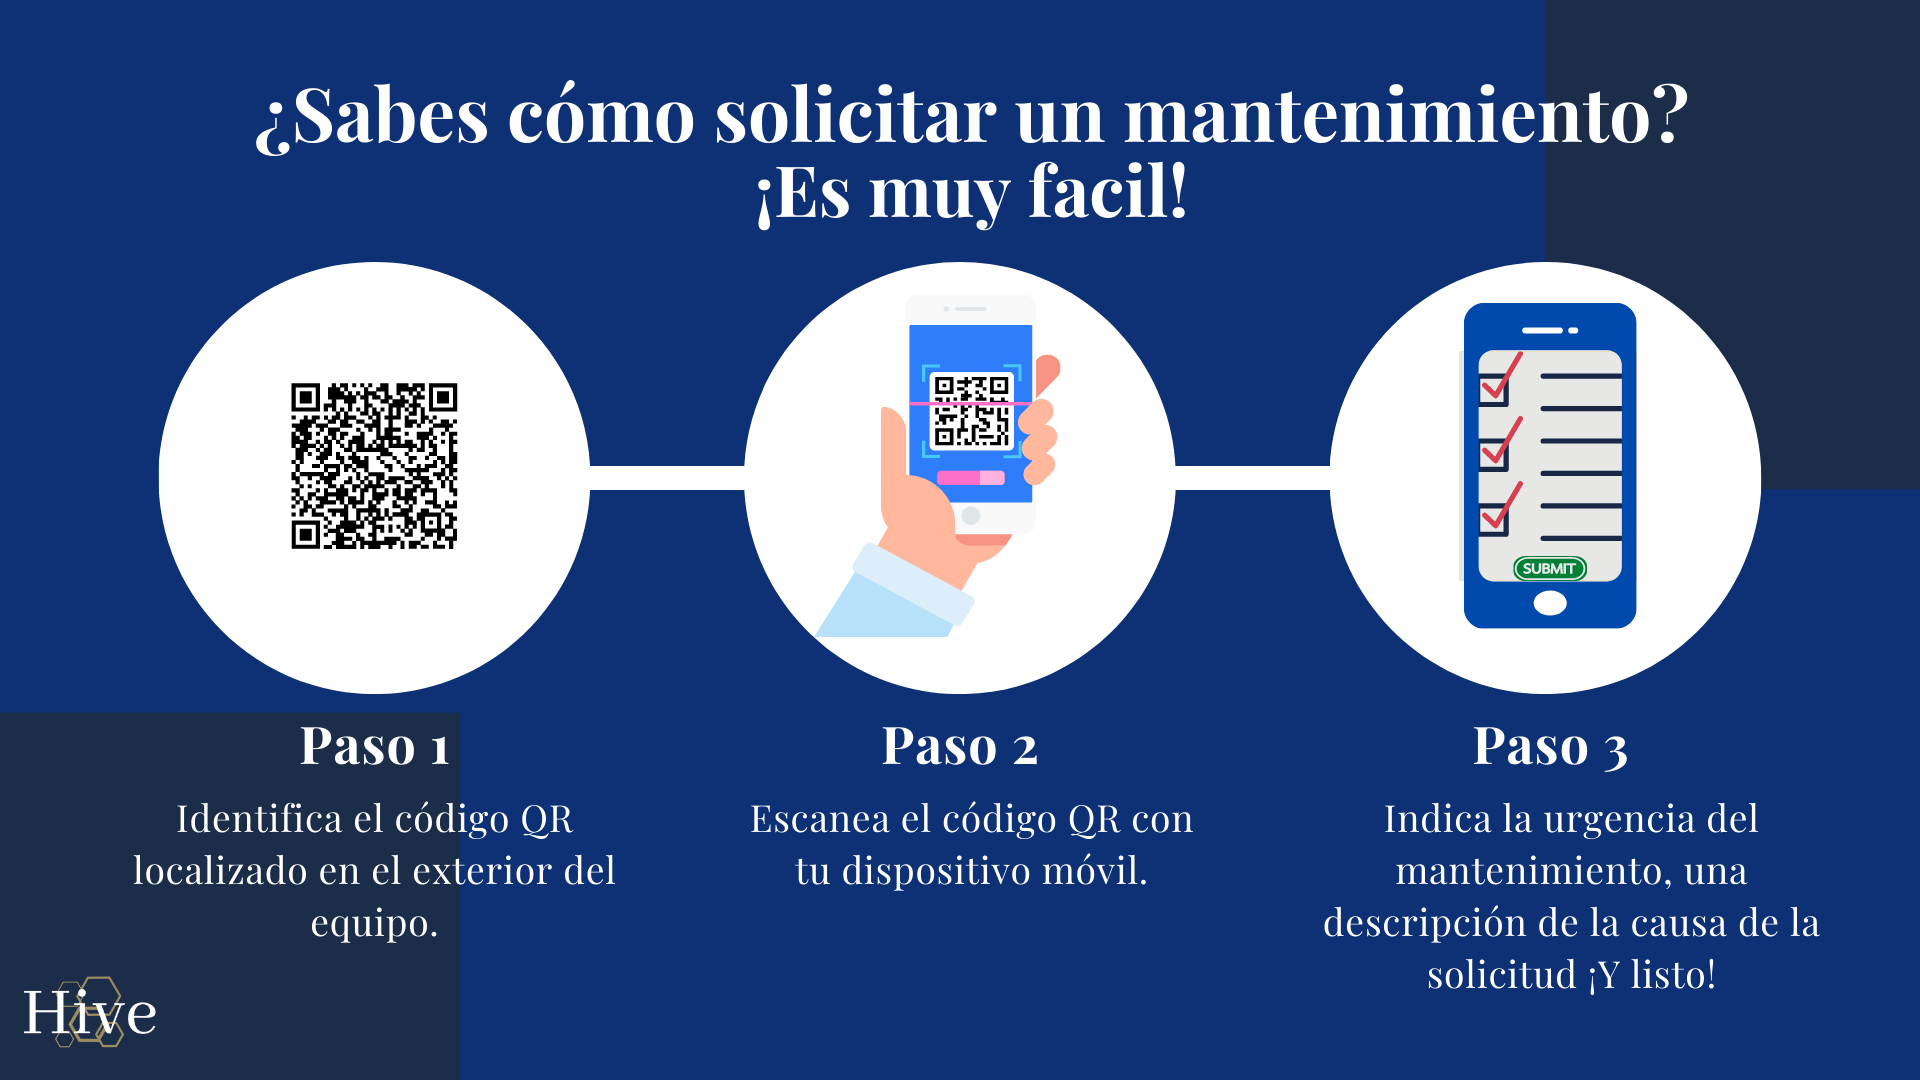 ¿Sabes cómo solicitar un mantenimiento?
¡Es muy facil!
SUBMIT
Paso 1
Identifica el código QR
localizado en el exterior del
equipo.
Paso 2
Escanea el código QR con
tu dispositivo móvil.
Paso 3
Indica la urgencia del
mantenimiento, una
descripción de la causa de la
solicitud ¡Y listo!
Hive